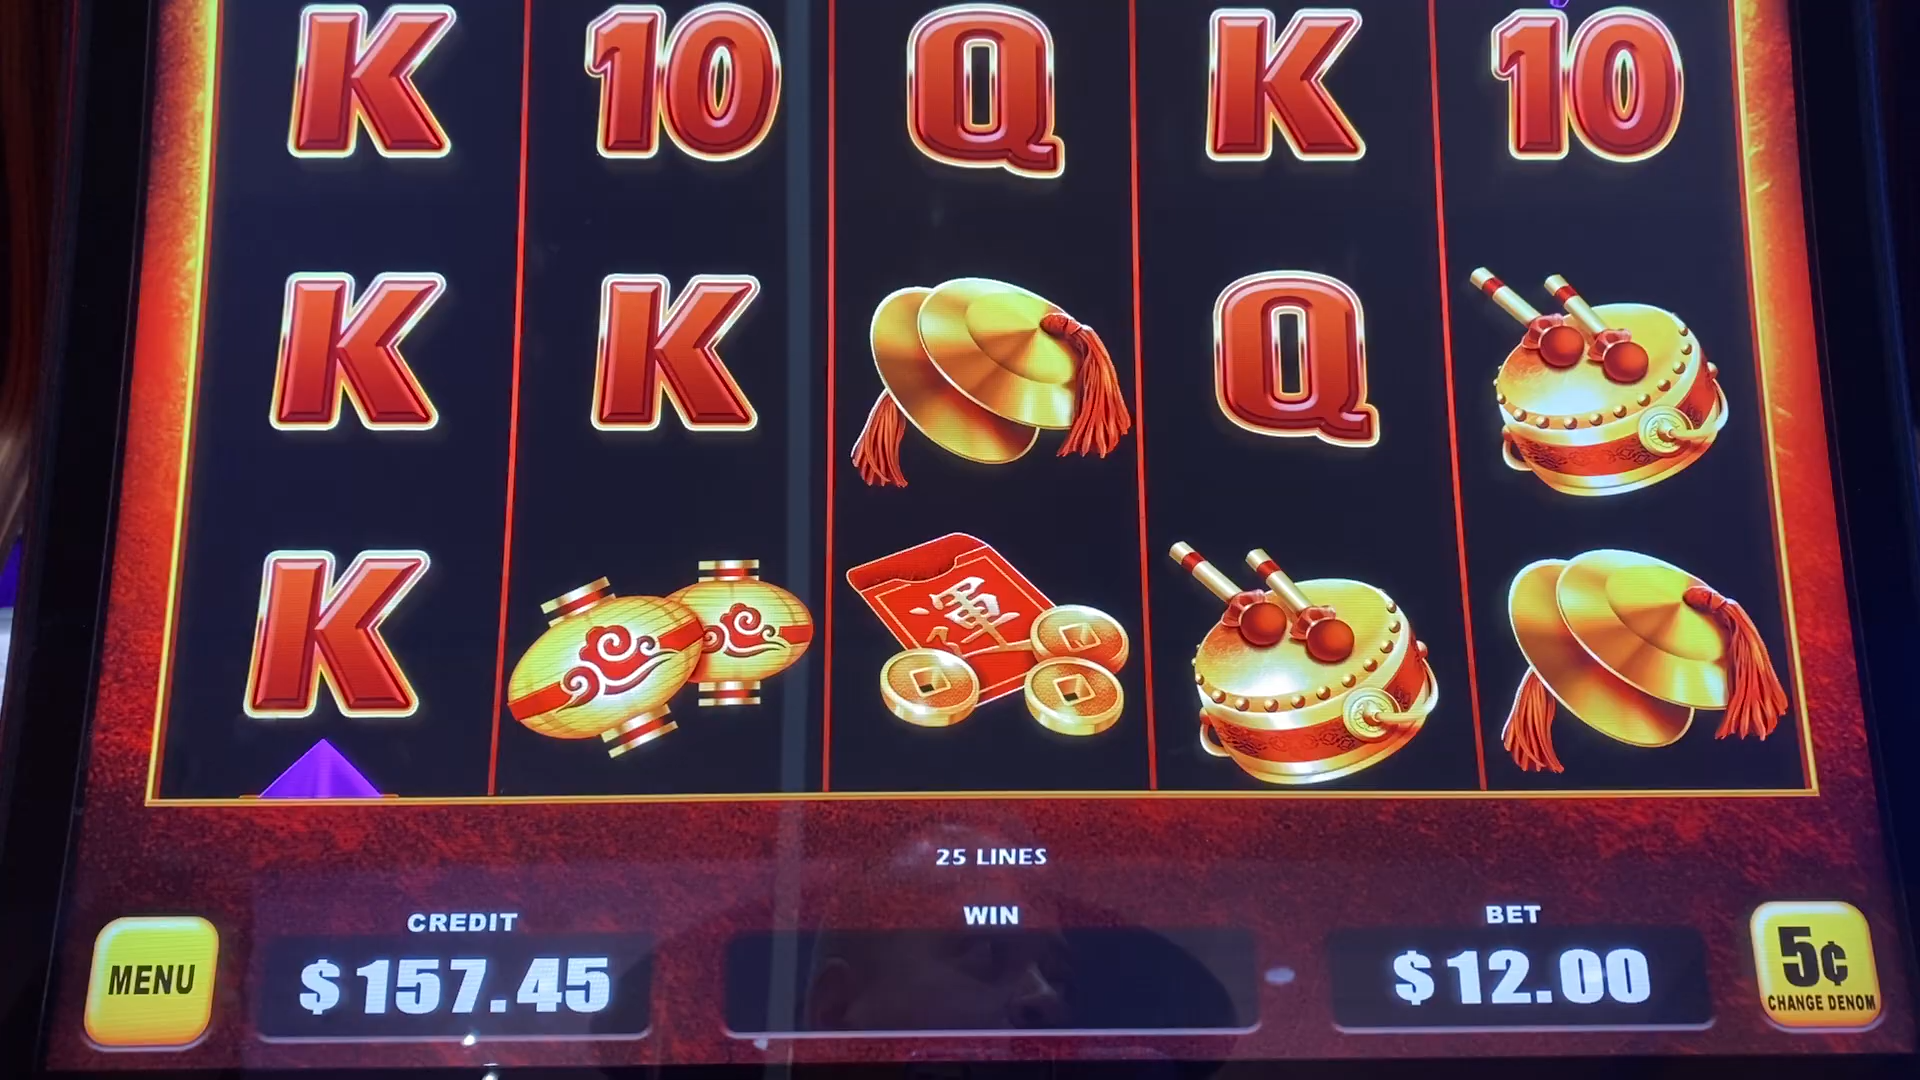 K 10 Q K 10
K K Q
K 運
25 LINES
CREDIT WIN BET
MENU $157.45 $12.00 5¢
CHANGE DENOM